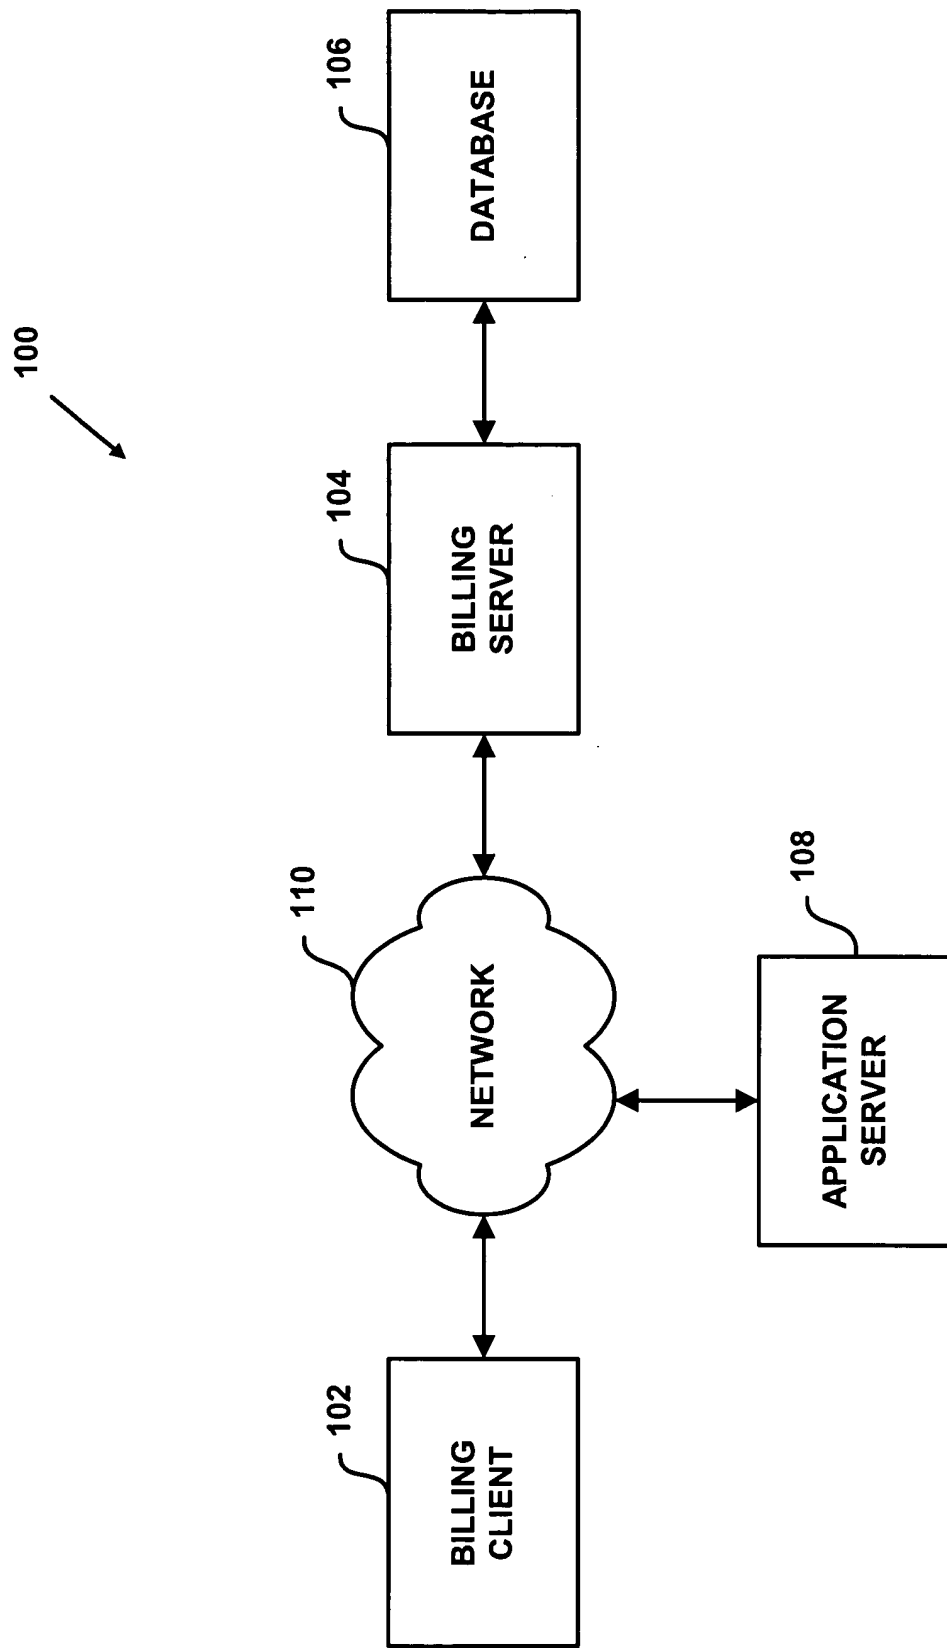 100
102
BILLING
CLIENT
110
NETWORK
104
BILLING
SERVER
106
DATABASE
108
APPLICATION
SERVER